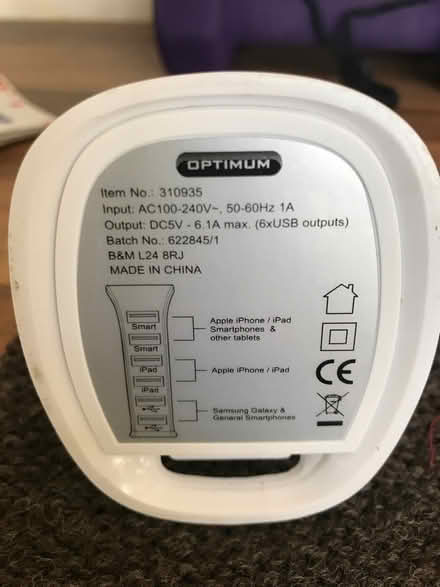 OPTIMUM
Item No.: 310935
Input: AC100-240V~, 50-60Hz 1A
Output: DC5V - 6.1A max. (6xUSB outputs)
Batch No.: 622845/1
B&M L24 8RJ
MADE IN CHINA
Smart
Smart
iPad
iPad
Apple iPhone / iPad
Smartphones &
other tablets
Apple iPhone / iPad
Samsung Galaxy &
General Smartphones
CE